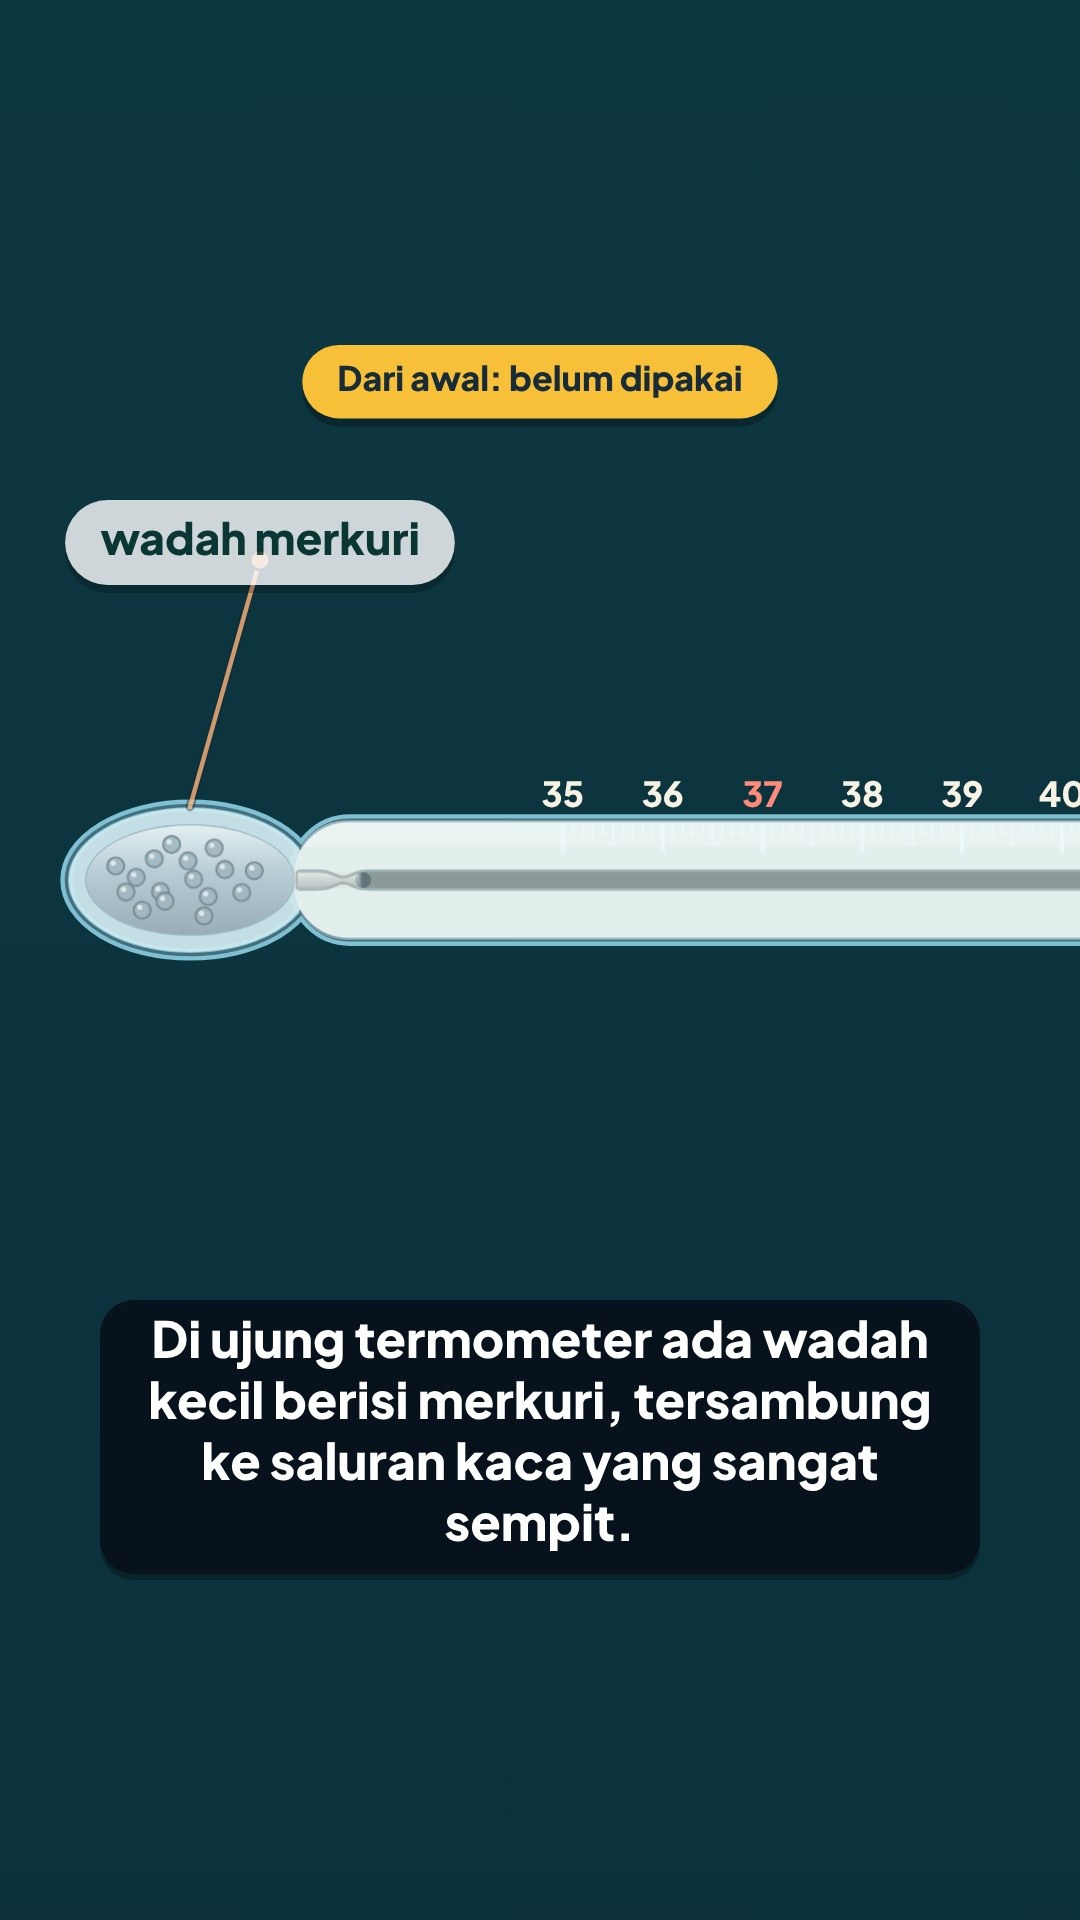 Dari awal: belum dipakai
wadah merkuri
35 36 37 38 39 40
Di ujung termometer ada wadah
kecil berisi merkuri, tersambung
ke saluran kaca yang sangat
sempit.